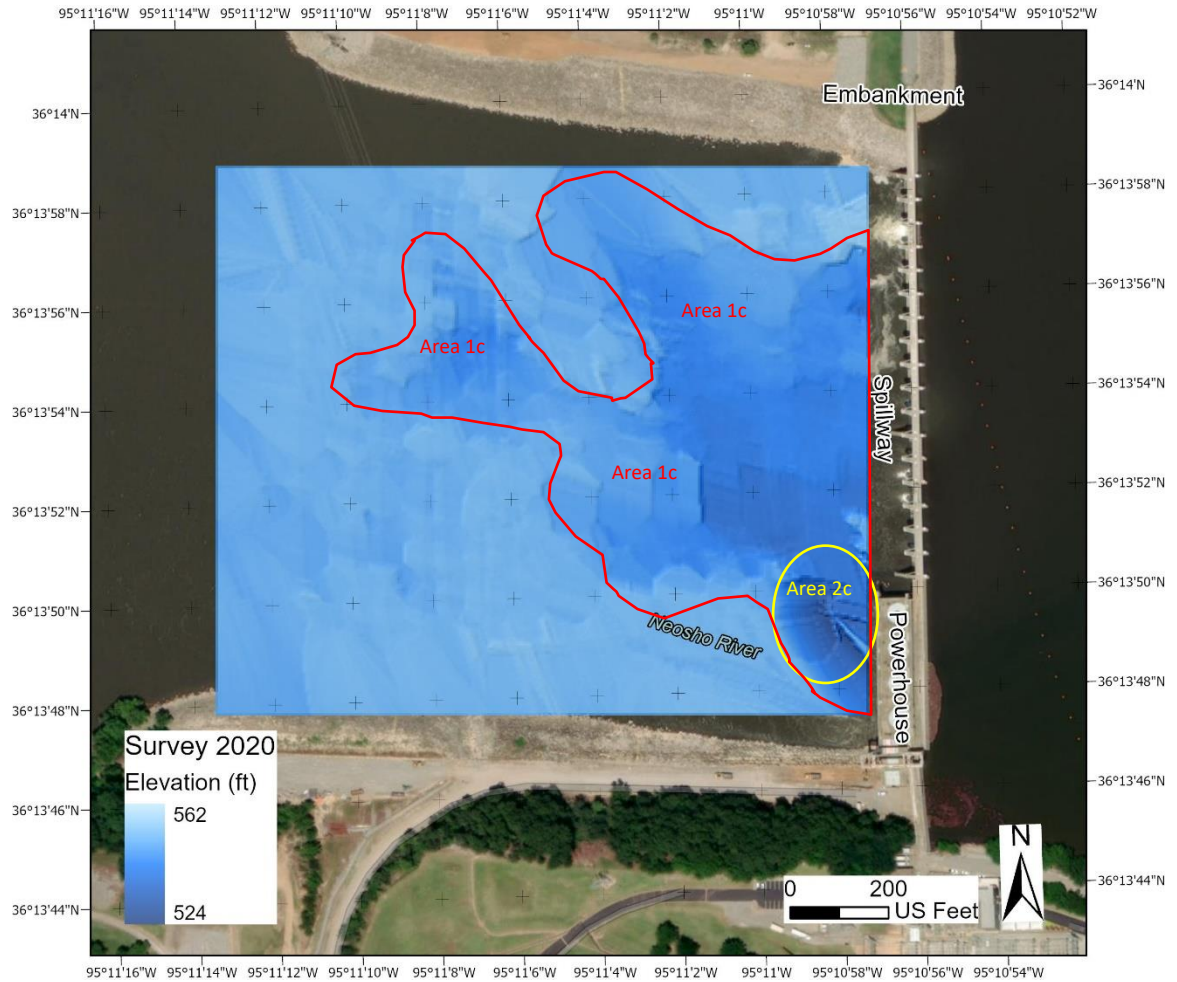 95°11'16"W 95°11'14"W 95°11'12"W 95°11'10"W 95°11'8"W 95°11'6"W 95°11'4"W 95°11'2"W 95°11'W 95°10'58"W 95°10'56"W 95°10'54"W 95°10'52"W
Embankment
36°14'N
36°14'N
36°13'58"N
36°13'58"N
36°13'56"N
36°13'56"N
Area 1c
Area 1c
36°13'54"N
36°13'54"N
Spillway
Area 1c
36°13'52"N
36°13'52"N
36°13'50"N
Area 2c
36°13'50"N
Neosho River
Powerhouse
36°13'48"N
36°13'48"N
Survey 2020
Elevation (ft)
562
524
36°13'46"N
36°13'46"N
36°13'44"N
36°13'44"N
N
0 200
US Feet
95°11'16"W 95°11'14"W 95°11'12"W 95°11'10"W 95°11'8"W 95°11'6"W 95°11'4"W 95°11'2"W 95°11'W 95°10'58"W 95°10'56"W 95°10'54"W